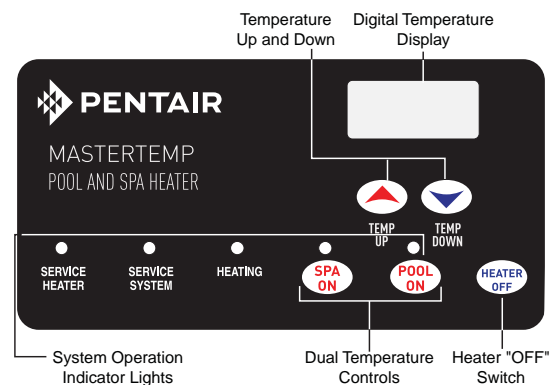 Temperature
Up and Down
Digital Temperature
Display
PENTAIR
MASTERTEMP
POOL AND SPA HEATER
TEMP
UP
TEMP
DOWN
SERVICE
HEATER
SERVICE
SYSTEM
HEATING
SPA
ON
POOL
ON
HEATER
OFF
System Operation
Indicator Lights
Dual Temperature
Controls
Heater "OFF"
Switch